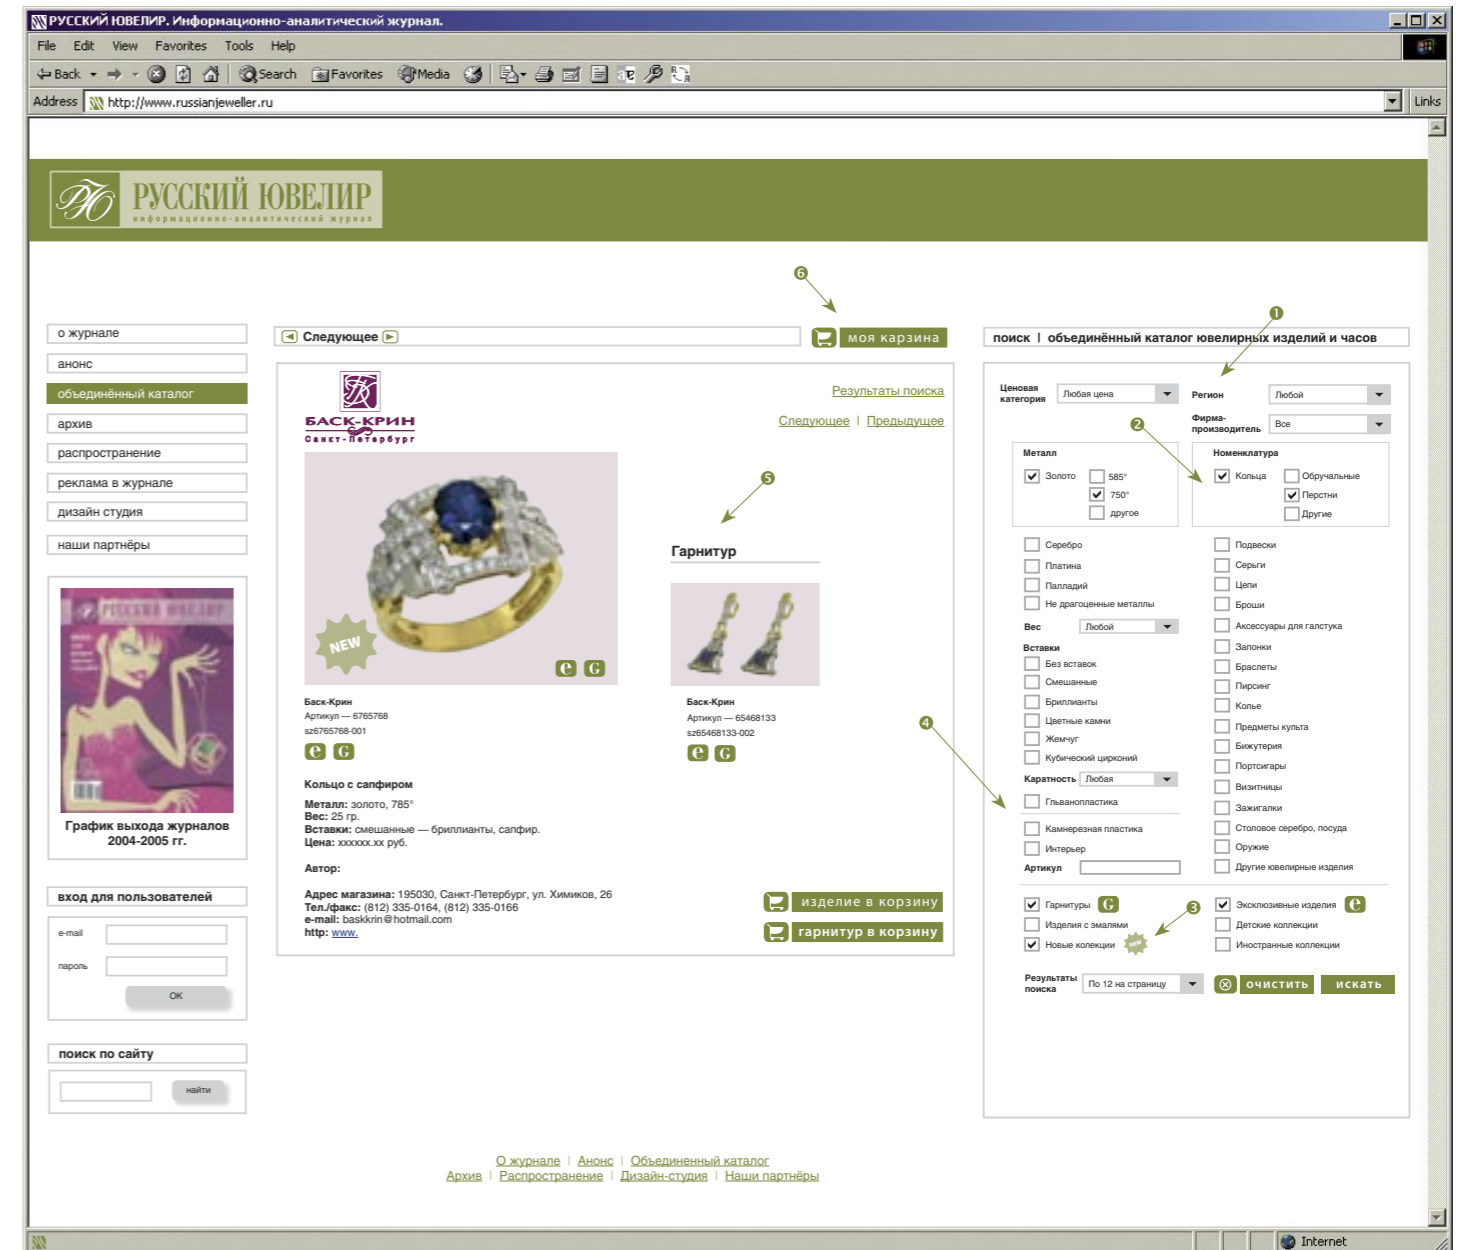 РУССКИЙ ЮВЕЛИР. Информационно-аналитический журнал.
File Edit View Favorites Tools Help
Back Search Favorites Media
Address http://www.russianjeweller.ru Links
РУССКИЙ ЮВЕЛИР
информационно-аналитический журнал
6
1
о журнале
анонс
объединённый каталог
архив
распространение
реклама в журнале
дизайн студия
наши партнёры
РУССКИЙ ЮВЕЛИР
График выхода журналов
2004-2005 гг.
вход для пользователей
e-mail
пароль
OK
поиск по сайту
найти
Следующее
моя карзина
БАСК-КРИН
Санкт-Петербург
Результаты поиска
Следующее | Предыдущее
5
Гарнитур
NEW
e G
Баск-Крин
Артикул — 6765768
sz6765768-001
e G
Баск-Крин
Артикул — 65468133
sz65468133-002
e G
Кольцо с сапфиром
Металл: золото, 785°
Вес: 25 гр.
Вставки: смешанные — бриллианты, сапфир.
Цена: xxxxxx.xx руб.
Автор:
Адрес магазина: 195030, Санкт-Петербург, ул. Химиков, 26
Тел./факс: (812) 335-0164, (812) 335-0166
e-mail: baskkrin@hotmail.com
http: www.
изделие в корзину
гарнитур в корзину
поиск | объединённый каталог ювелирных изделий и часов
Ценовая
категория
Любая цена
Регион
Любой
Фирма-
производитель
Все
2
Металл
Золото
585°
750°
другое
Номенклатура
Кольца
Обручальные
Перстни
Другие
Серебро
Платина
Палладий
Не драгоценные металлы
Вес Любой
Вставки
Без вставок
Смешанные
Бриллианты
Цветные камни
Жемчуг
Кубический цирконий
Каратность Любая
4
Гльванопластика
Камнерезная пластика
Интерьер
Артикул
Подвески
Серьги
Цепи
Броши
Аксессуары для галстука
Запонки
Браслеты
Пирсинг
Колье
Предметы культа
Бижутерия
Портсигары
Визитницы
Зажигалки
Столовое серебро, посуда
Оружие
Другие ювелирные изделия
Гарнитуры G
Изделия с эмалями
Новые колекции NEW
3
Эксклюзивные изделия e
Детские коллекции
Иностранные коллекции
Результаты
поиска
По 12 на страницу
очистить
искать
О журнале | Анонс | Объединенный каталог
Архив | Распространение | Дизайн-студия | Наши партнёры
Internet